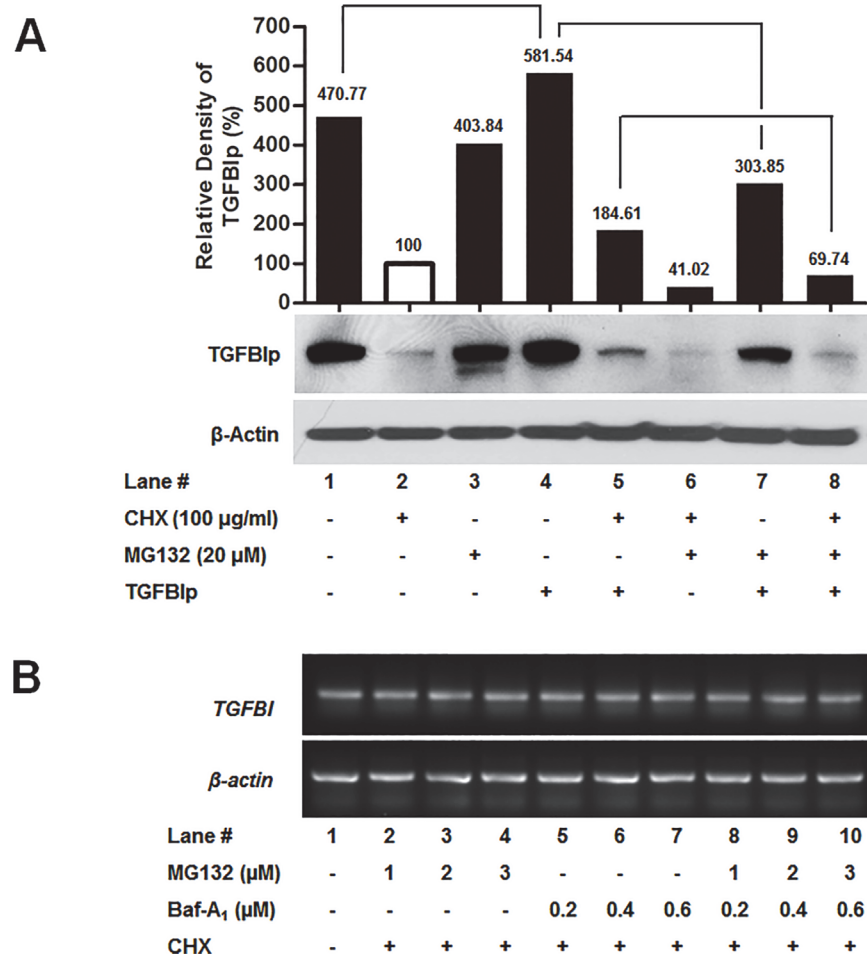 A
Relative Density of
TGFBIp (%)
700
600
500
400
300
200
100
0
470.77
100
403.84
581.54
184.61
41.02
303.85
69.74
TGFBIp
β-Actin
Lane # 1 2 3 4 5 6 7 8
CHX (100 µg/ml) - + - - + + - +
MG132 (20 µM) - - + - - + + +
TGFBIp - - - + + - + +
B
TGFBI
β-actin
Lane # 1 2 3 4 5 6 7 8 9 10
MG132 (µM) - 1 2 3 - - - 1 2 3
Baf-A₁ (µM) - - - - 0.2 0.4 0.6 0.2 0.4 0.6
CHX - + + + + + + + + +